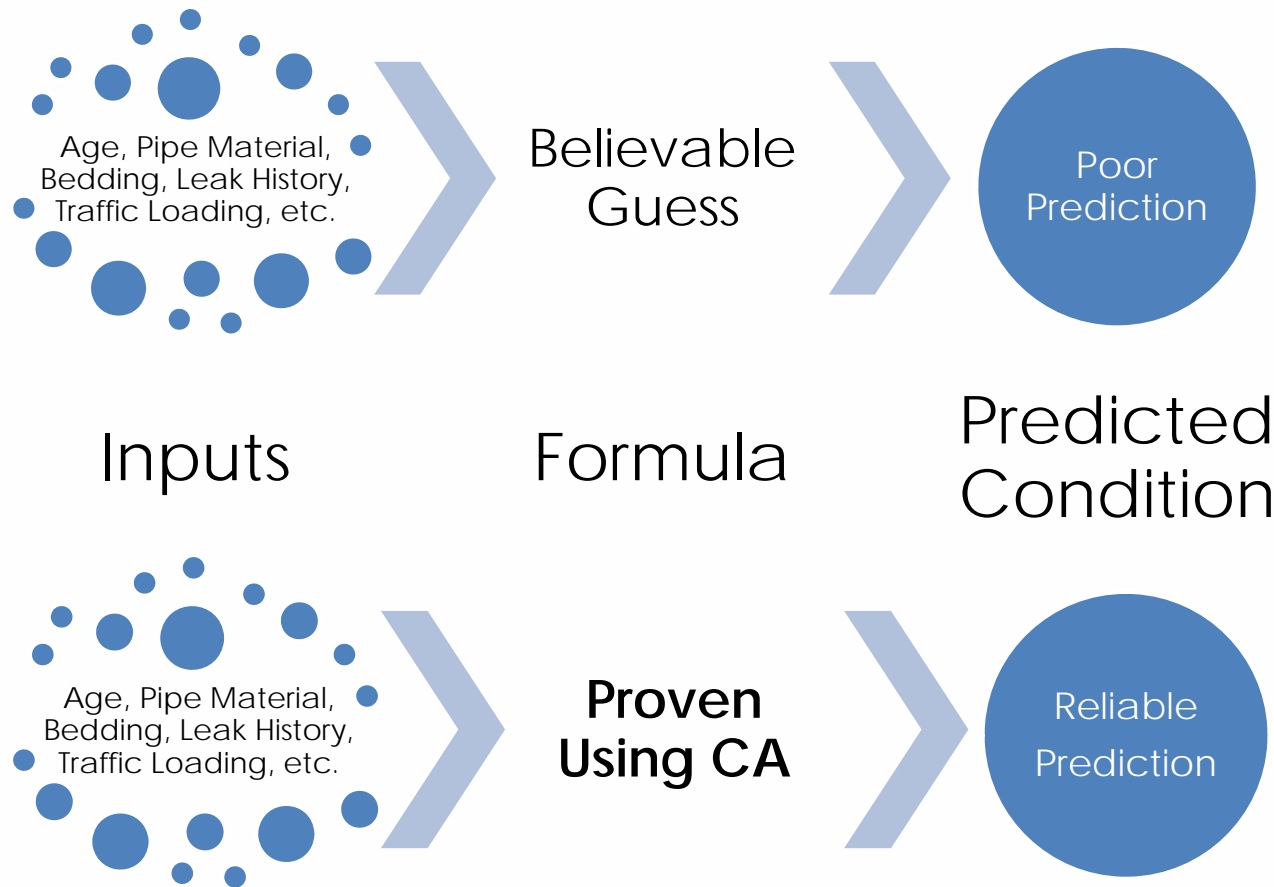 Age, Pipe Material,
Bedding, Leak History,
Traffic Loading, etc.
Believable
Guess
Poor
Prediction
Inputs
Formula
Predicted
Condition
Age, Pipe Material,
Bedding, Leak History,
Traffic Loading, etc.
Proven
Using CA
Reliable
Prediction